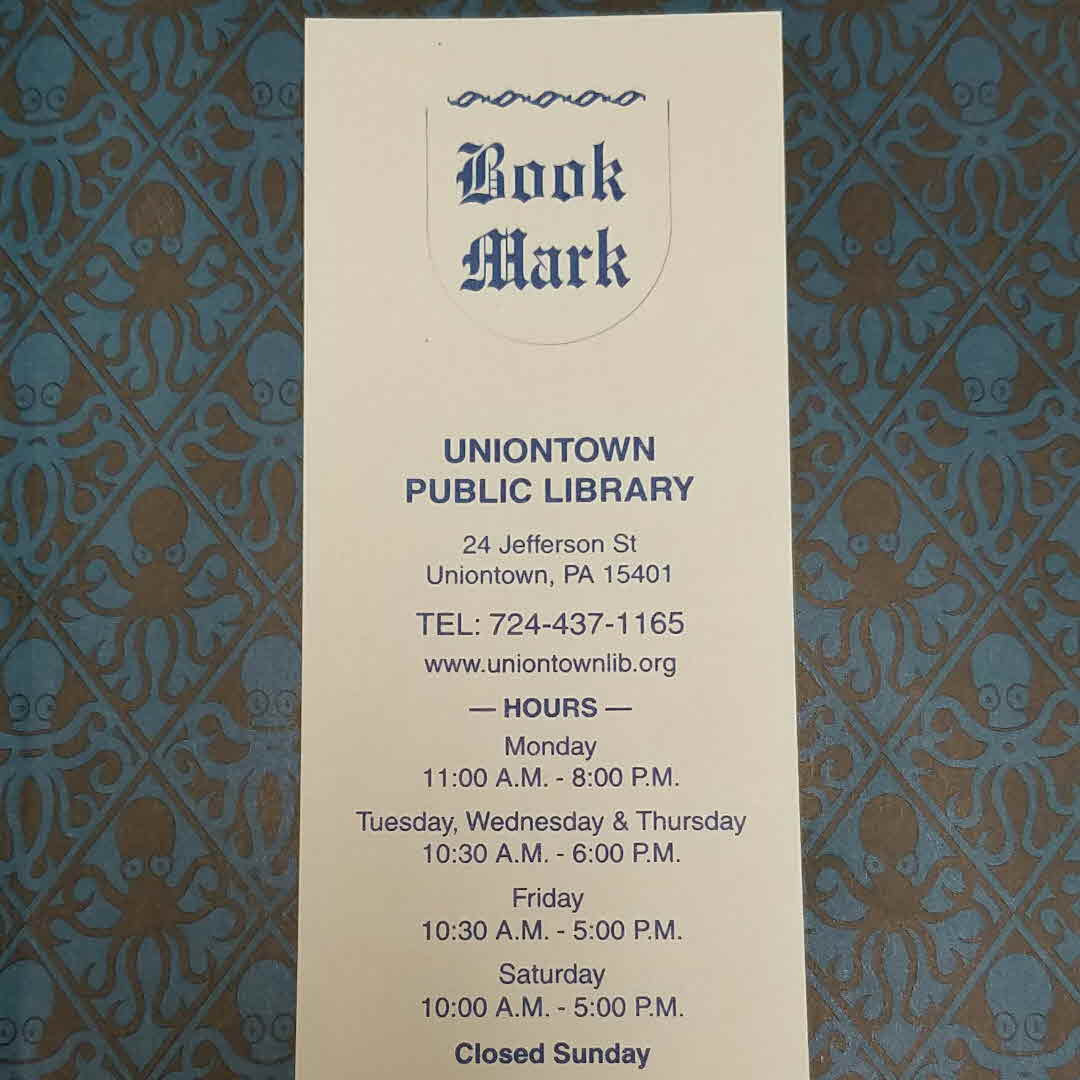 Book
Mark
UNIONTOWN
PUBLIC LIBRARY
24 Jefferson St
Uniontown, PA 15401
TEL: 724-437-1165
www.uniontownlib.org
— HOURS —
Monday
11:00 A.M. - 8:00 P.M.
Tuesday, Wednesday & Thursday
10:30 A.M. - 6:00 P.M.
Friday
10:30 A.M. - 5:00 P.M.
Saturday
10:00 A.M. - 5:00 P.M.
Closed Sunday